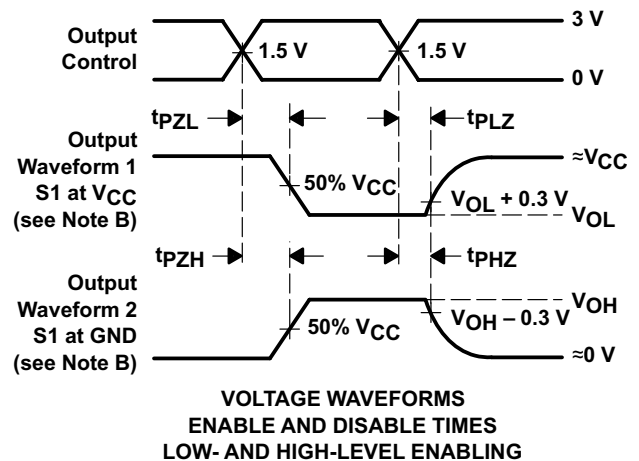 Output
Control
3 V
1.5 V
1.5 V
0 V
tPZL
tPLZ
Output
Waveform 1
S1 at VCC
(see Note B)
≈VCC
50% VCC
VOL + 0.3 V
VOL
tPZH
tPHZ
Output
Waveform 2
S1 at GND
(see Note B)
VOH
50% VCC
VOH – 0.3 V
≈0 V
VOLTAGE WAVEFORMS
ENABLE AND DISABLE TIMES
LOW- AND HIGH-LEVEL ENABLING